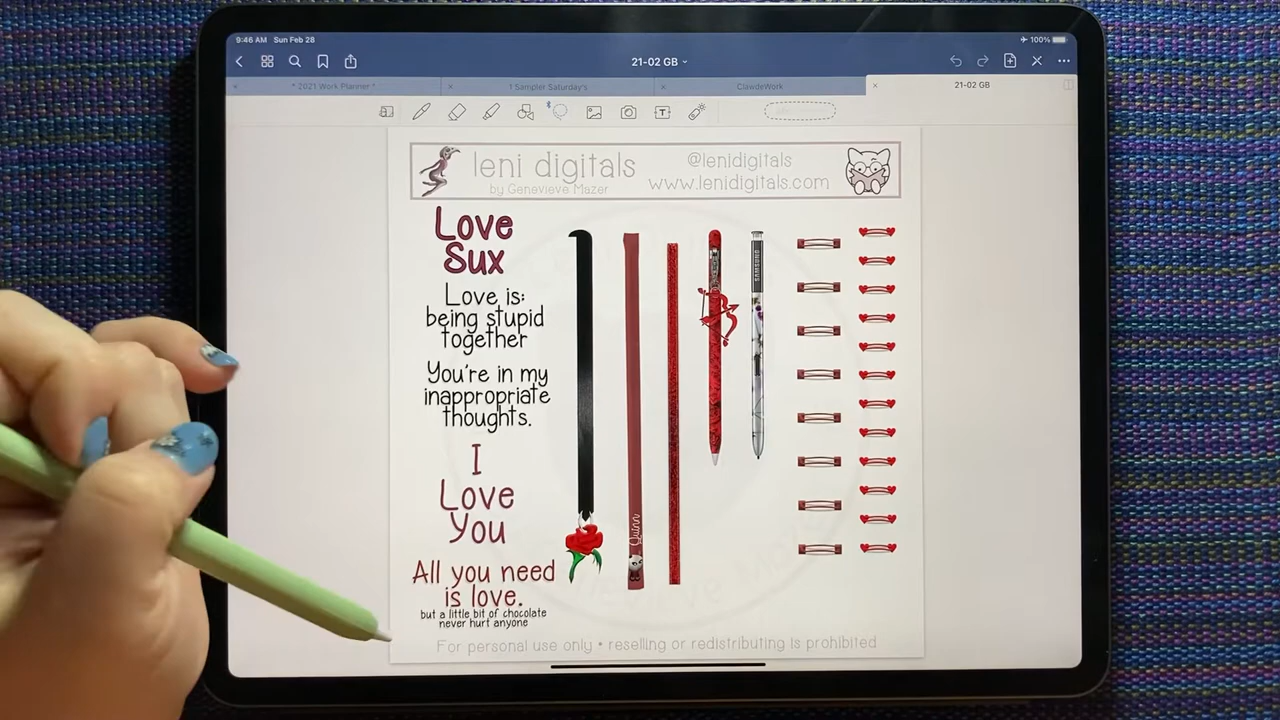 9:46 AM Sun Feb 28
100%
21-02 GB
* 2021 Work Planner *
! Sampler Saturday's
ClawdeWork
21-02 GB
leni digitals
by Genevieve Mazer
@lenidigitals
www.lenidigitals.com
Love
Sux
Love is:
being stupid
together
You're in my
inappropriate
thoughts.
I
Love
You
All you need
is love.
but a little bit of chocolate
never hurt anyone
Quinn
SAMSUNG
For personal use only • reselling or redistributing is prohibited